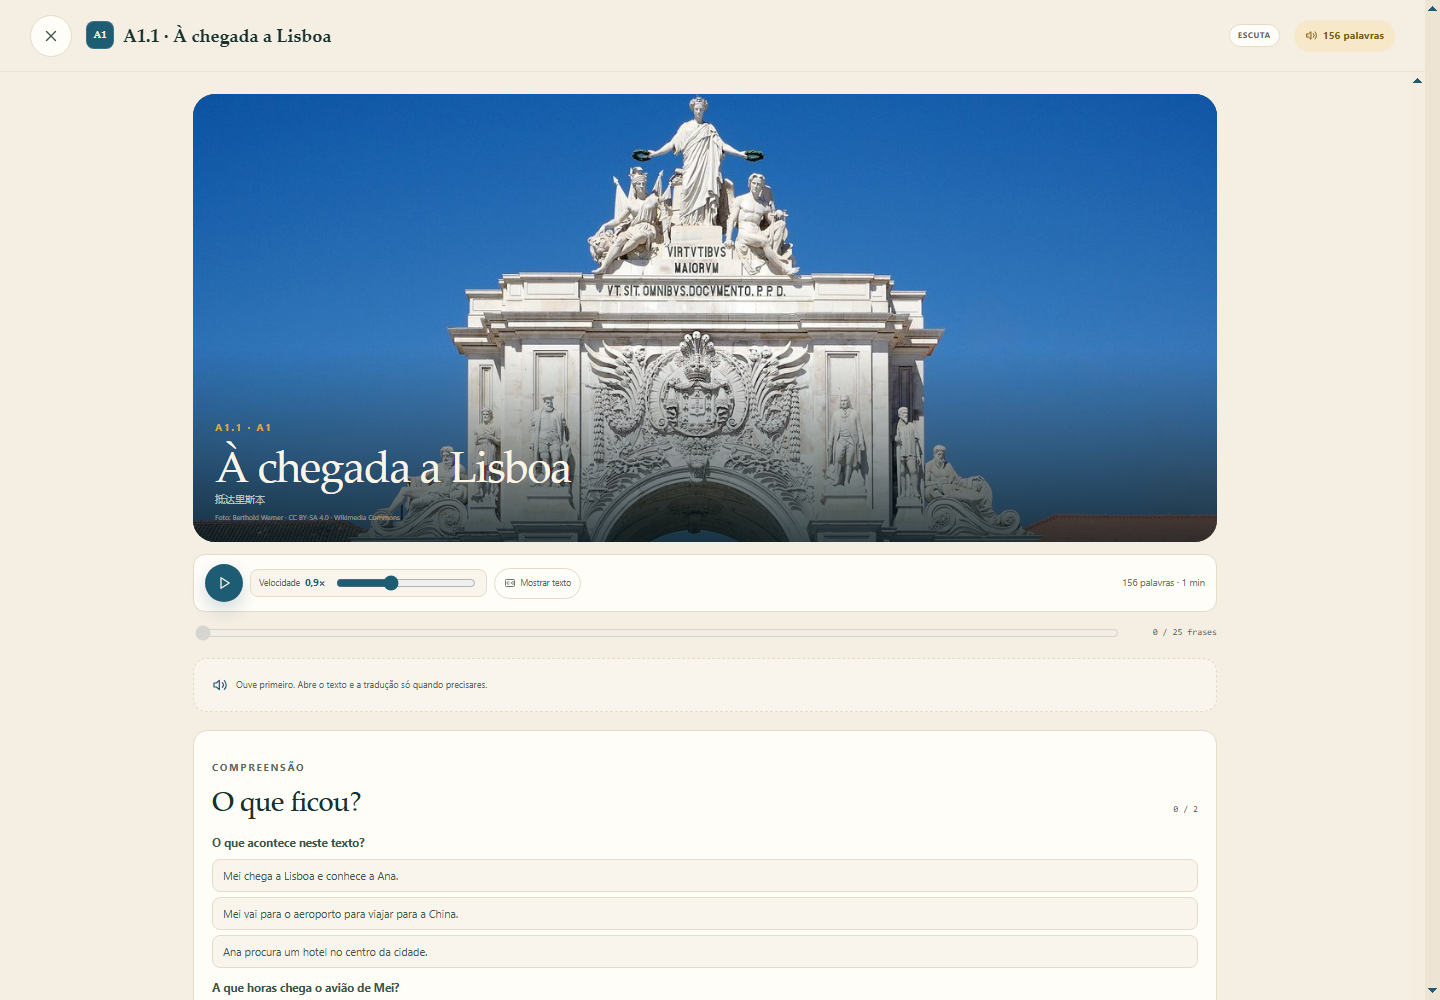 A1
A1.1 · À chegada a Lisboa
ESCUTA
156 palavras
VIRTVTIBVS
MAIORVM
VT. SIT. OMNIBVS. DOCVMENTO. P. P. D.
A1.1 · A1
À chegada a Lisboa
抵达里斯本
Foto: Berthold Werner · CC BY-SA 4.0 · Wikimedia Commons
Velocidade 0,9×
Mostrar texto
156 palavras · 1 min
0 / 25 frases
Ouve primeiro. Abre o texto e a tradução só quando precisares.
COMPREENSÃO
O que ficou?
0 / 2
O que acontece neste texto?
Mei chega a Lisboa e conhece a Ana.
Mei vai para o aeroporto para viajar para a China.
Ana procura um hotel no centro da cidade.
A que horas chega o avião de Mei?